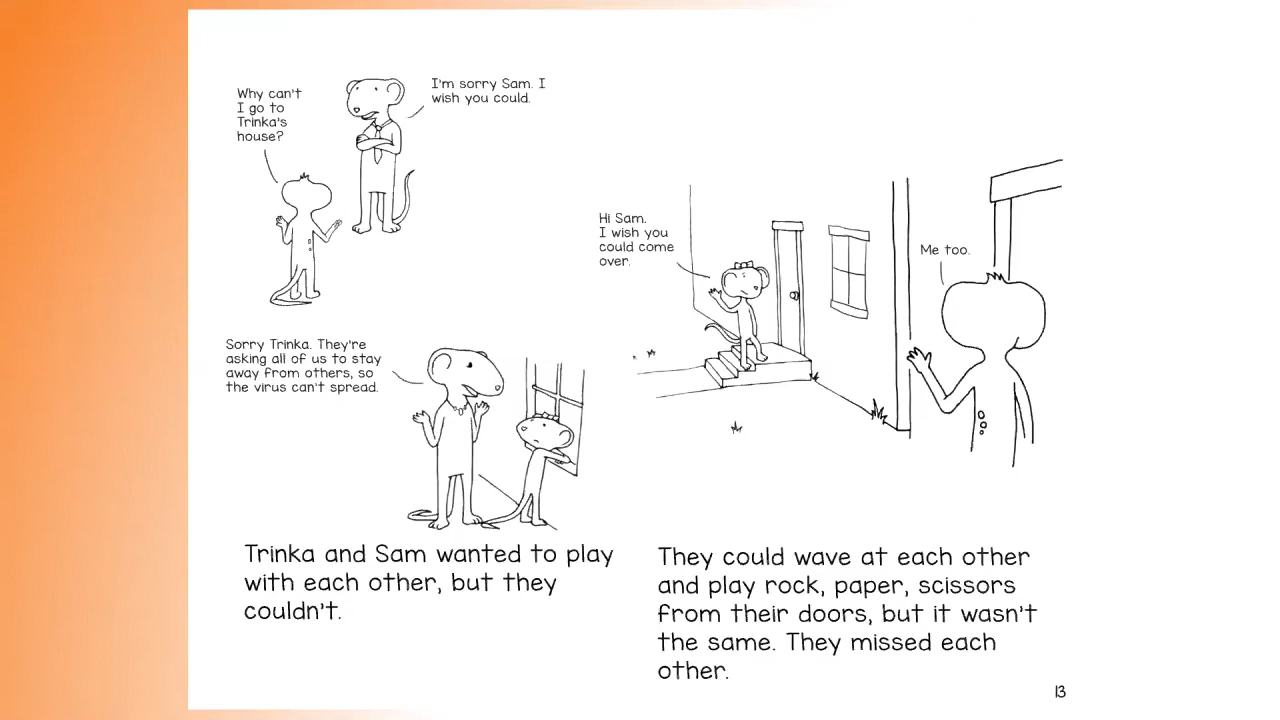 Why can't
I go to
Trinka's
house?
I'm sorry Sam. I
wish you could.
Sorry Trinka. They're
asking all of us to stay
away from others, so
the virus can't spread.
Trinka and Sam wanted to play
with each other, but they
couldn't.
Hi Sam.
I wish you
could come
over.
Me too.
They could wave at each other
and play rock, paper, scissors
from their doors, but it wasn't
the same. They missed each
other.
13